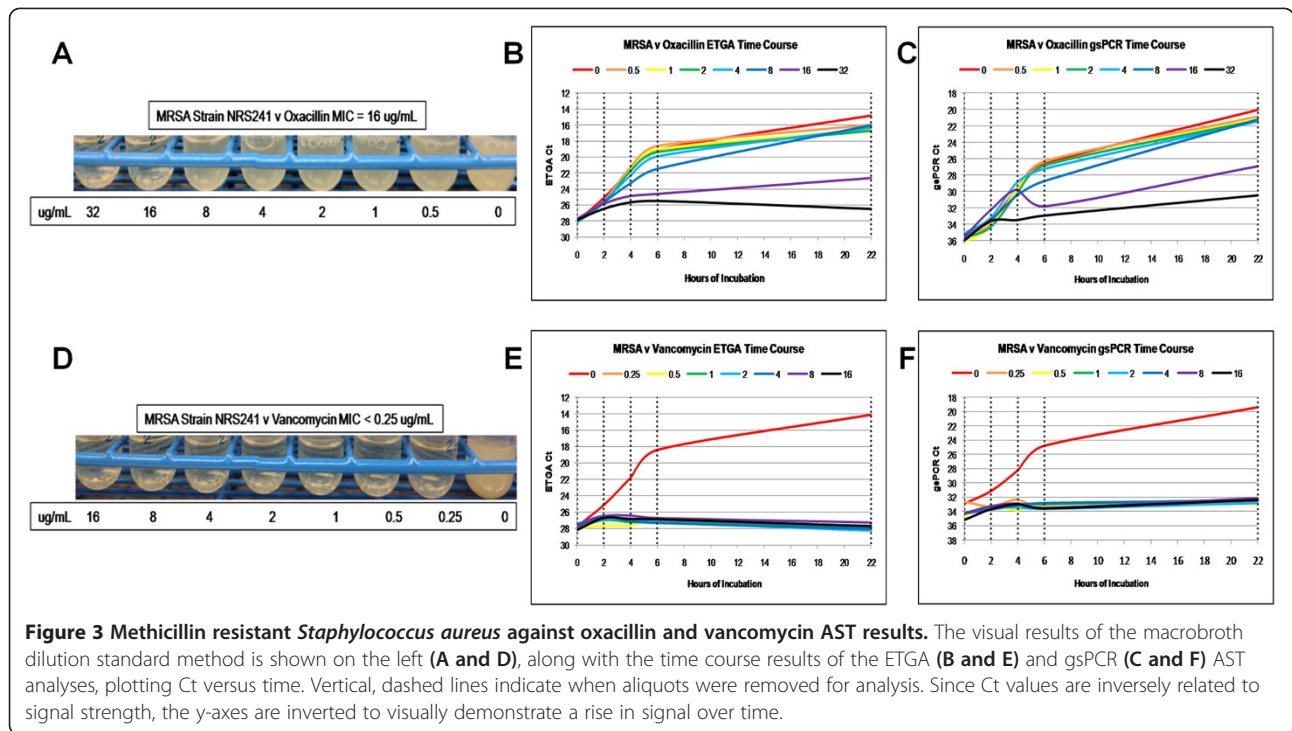 A
MRSA Strain NRS241 v Oxacillin MIC = 16 ug/mL
ug/mL 32 16 8 4 2 1 0.5 0
B
MRSA v Oxacillin ETGA Time Course
0 0.5 1 2 4 8 16 32
ETGA Ct
12
14
16
18
20
22
24
26
28
30
0 2 4 6 8 10 12 14 16 18 20 22
Hours of Incubation
C
MRSA v Oxacillin gsPCR Time Course
0 0.5 1 2 4 8 16 32
gsPCR Ct
18
20
22
24
26
28
30
32
34
36
0 2 4 6 8 10 12 14 16 18 20 22
Hours of Incubation
D
MRSA Strain NRS241 v Vancomycin MIC < 0.25 ug/mL
ug/mL 16 8 4 2 1 0.5 0.25 0
E
MRSA v Vancomycin ETGA Time Course
0 0.25 0.5 1 2 4 8 16
ETGA Ct
12
14
16
18
20
22
24
26
28
30
0 2 4 6 8 10 12 14 16 18 20 22
Hours of Incubation
F
MRSA v Vancomycin gsPCR Time Course
0 0.25 0.5 1 2 4 8 16
gsPCR Ct
18
20
22
24
26
28
30
32
34
36
38
0 2 4 6 8 10 12 14 16 18 20 22
Hours of Incubation
Figure 3 Methicillin resistant Staphylococcus aureus against oxacillin and vancomycin AST results. The visual results of the macrobroth
dilution standard method is shown on the left (A and D), along with the time course results of the ETGA (B and E) and gsPCR (C and F) AST
analyses, plotting Ct versus time. Vertical, dashed lines indicate when aliquots were removed for analysis. Since Ct values are inversely related to
signal strength, the y-axes are inverted to visually demonstrate a rise in signal over time.